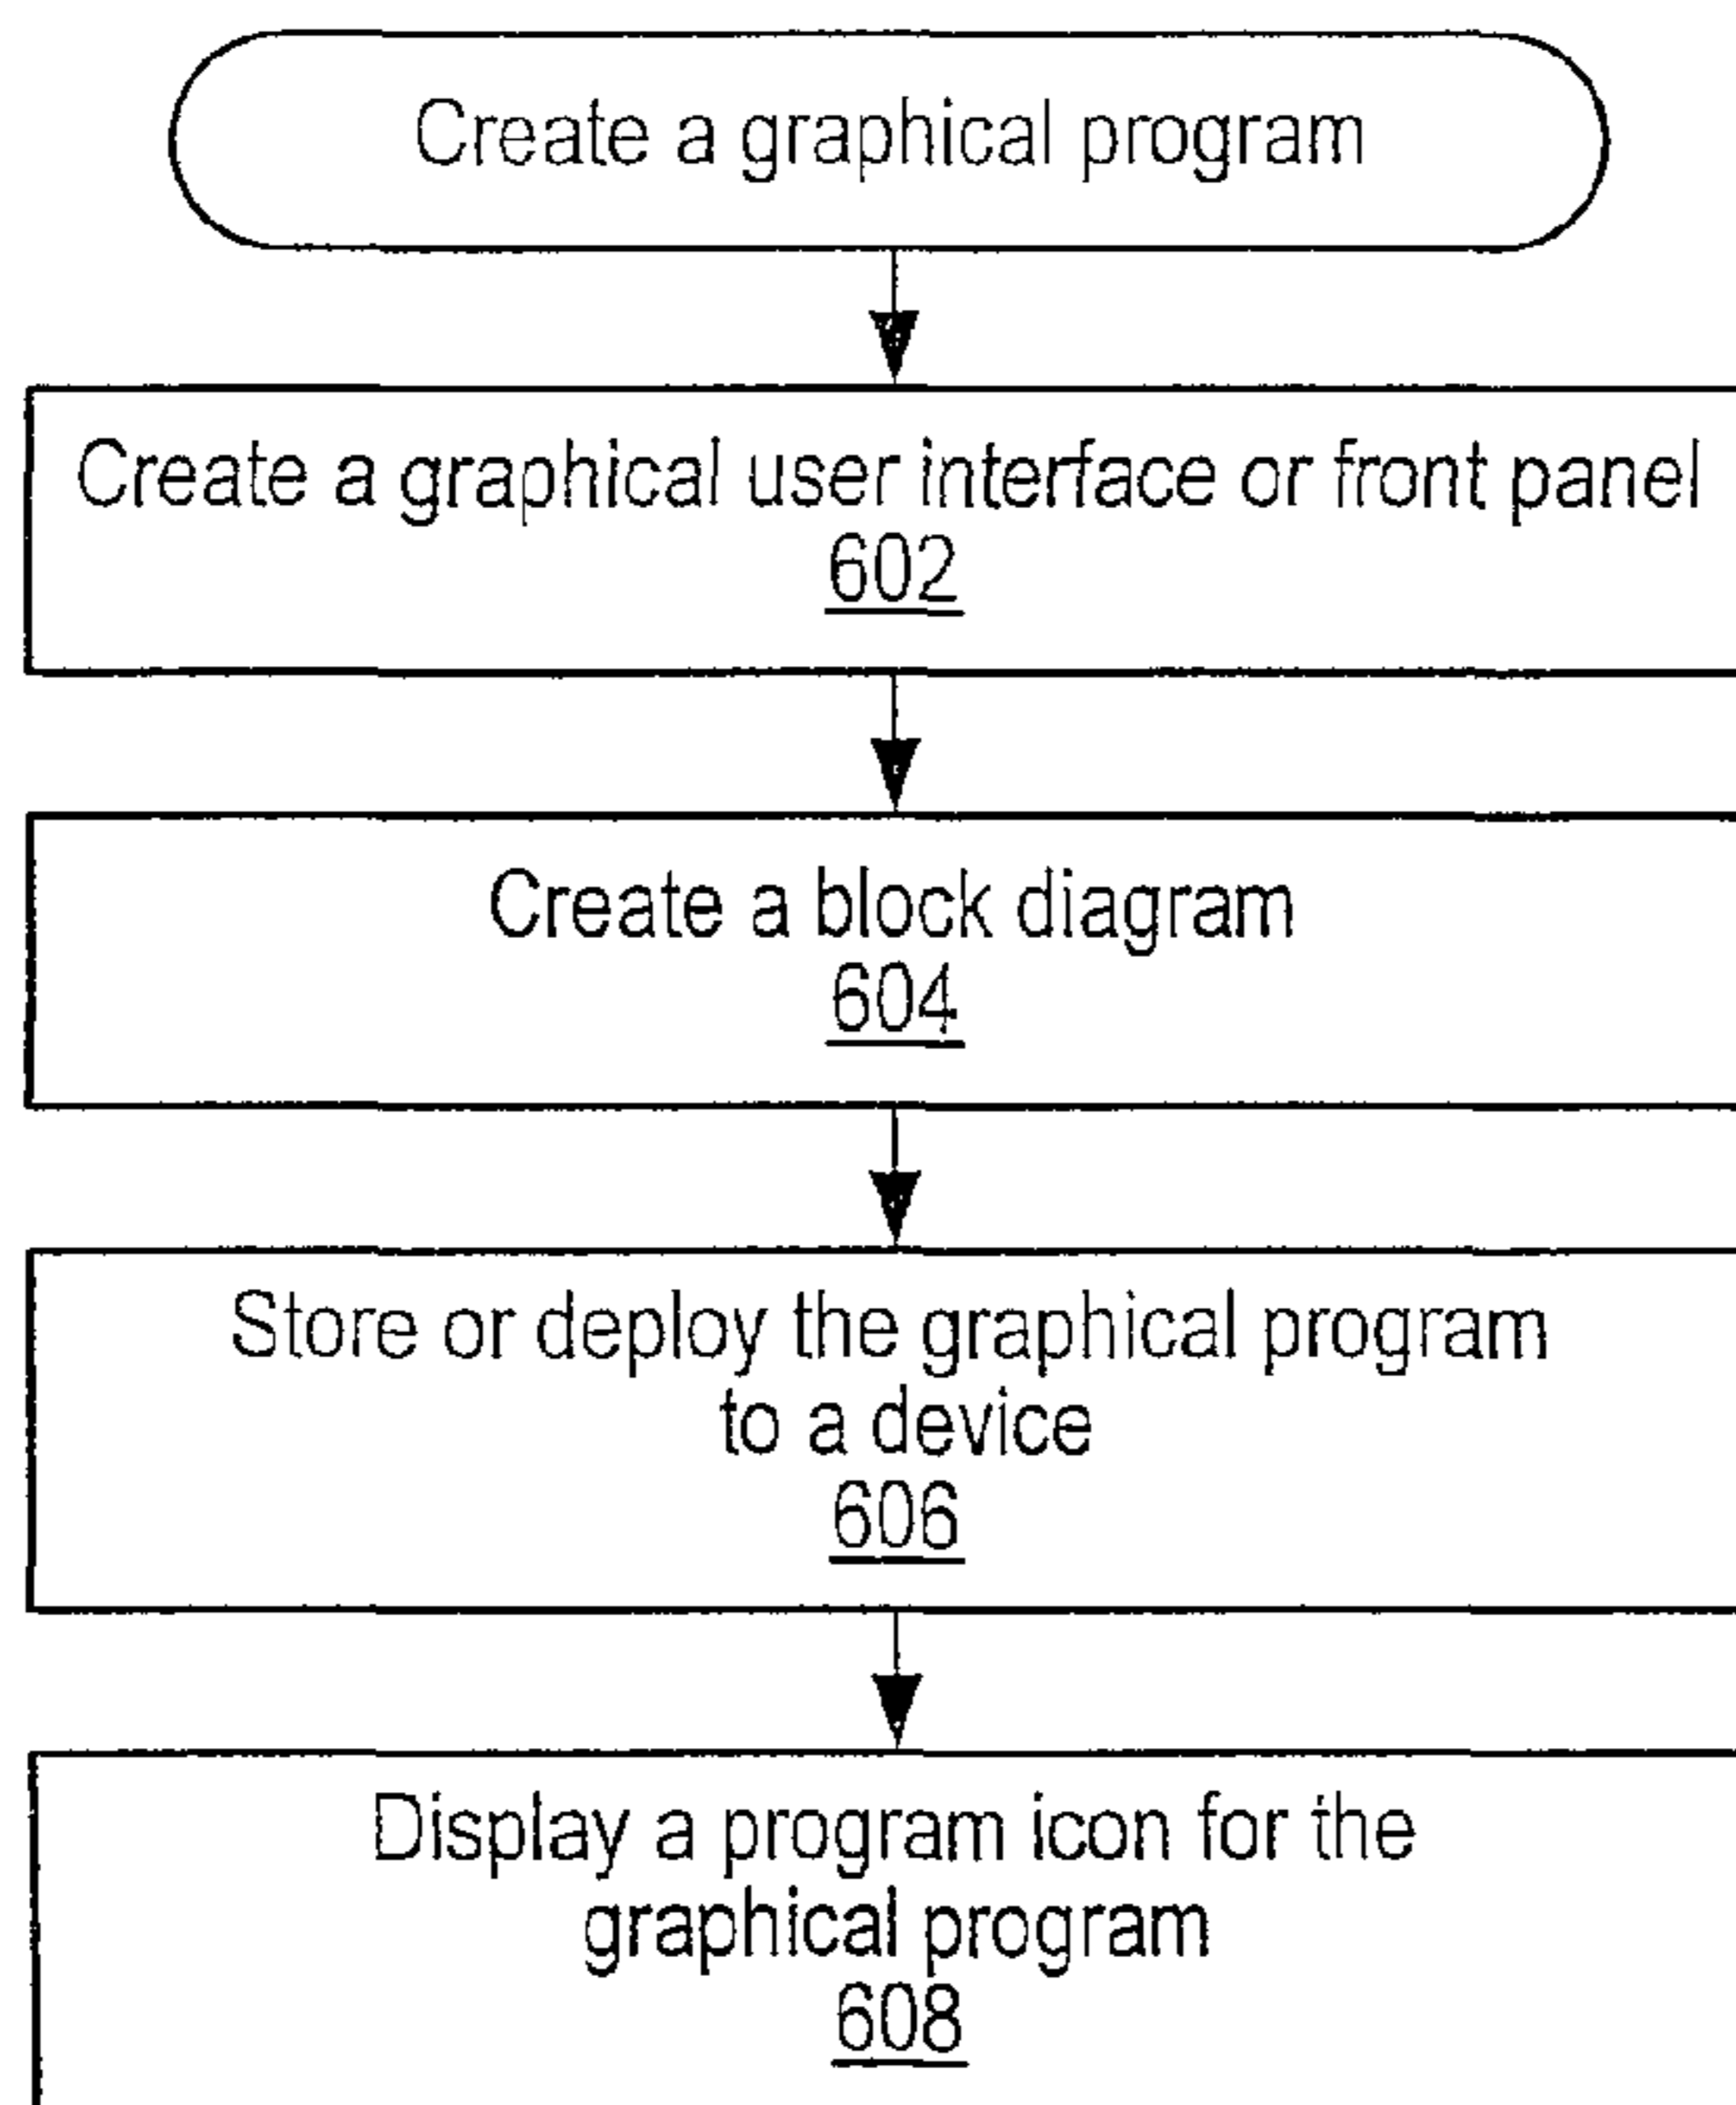 Create a graphical program
Create a graphical user interface or front panel
602
Create a block diagram
604
Store or deploy the graphical program
to a device
606
Display a program icon for the
graphical program
608